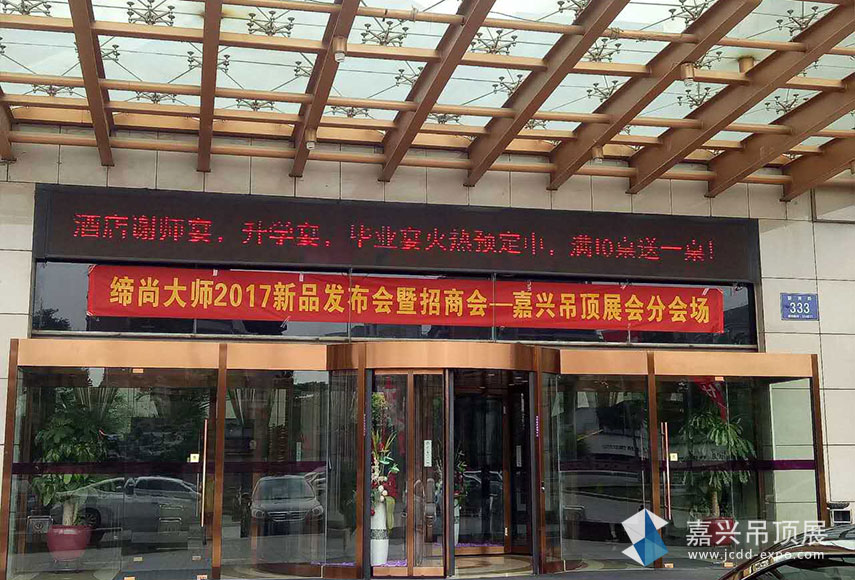 酒店谢师宴，升学宴，毕业宴火热预定中，满10桌送一桌！
缔尚大师2017新品发布会暨招商会—嘉兴吊顶展会分会场
333
嘉兴吊顶展
www.jcdd-expo.com